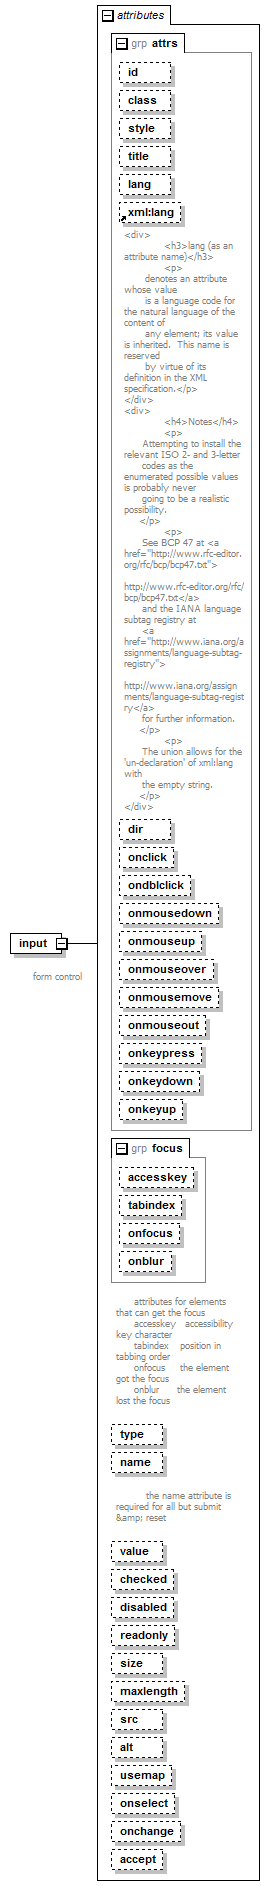 attributes
grp attrs
id
class
style
title
lang
xml:lang
<div>
<h3>lang (as an
attribute name)</h3>
<p>
denotes an attribute
whose value
is a language code for
the natural language of the
content of
any element; its value
is inherited.  This name is
reserved
by virtue of its
definition in the XML
specification.</p>
</div>
<div>
<h4>Notes</h4>
<p>
Attempting to install the
relevant ISO 2- and 3-letter
codes as the
enumerated possible values
is probably never
going to be a realistic
possibility.
</p>
<p>
See BCP 47 at <a
href="http://www.rfc-editor.
org/rfc/bcp/bcp47.txt">
http://www.rfc-editor.org/rfc/
bcp/bcp47.txt</a>
and the IANA language
subtag registry at
<a
href="http://www.iana.org/a
ssignments/language-subtag-
registry">
http://www.iana.org/assign
ments/language-subtag-regist
ry</a>
for further information.
</p>
<p>
The union allows for the
'un-declaration' of xml:lang
with
the empty string.
</p>
</div>
dir
onclick
ondblclick
onmousedown
onmouseup
input
onmouseover
form control
onmousemove
onmouseout
onkeypress
onkeydown
onkeyup
grp focus
accesskey
tabindex
onfocus
onblur
attributes for elements
that can get the focus
accesskey   accessibility
key character
tabindex    position in
tabbing order
onfocus     the element
got the focus
onblur      the element
lost the focus
type
name
the name attribute is
required for all but submit
&amp; reset
value
checked
disabled
readonly
size
maxlength
src
alt
usemap
onselect
onchange
accept